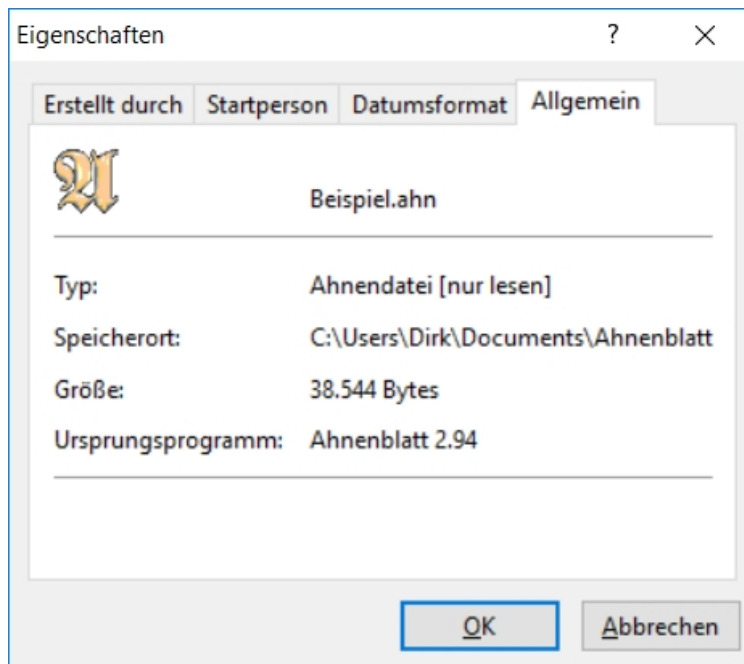 Eigenschaften ?
Erstellt durch Startperson Datumsformat Allgemein
A
Beispiel.ahn
Typ: Ahnendatei [nur lesen]
Speicherort: C:\Users\Dirk\Documents\Ahnenblatt
Größe: 38.544 Bytes
Ursprungsprogramm: Ahnenblatt 2.94
OK Abbrechen